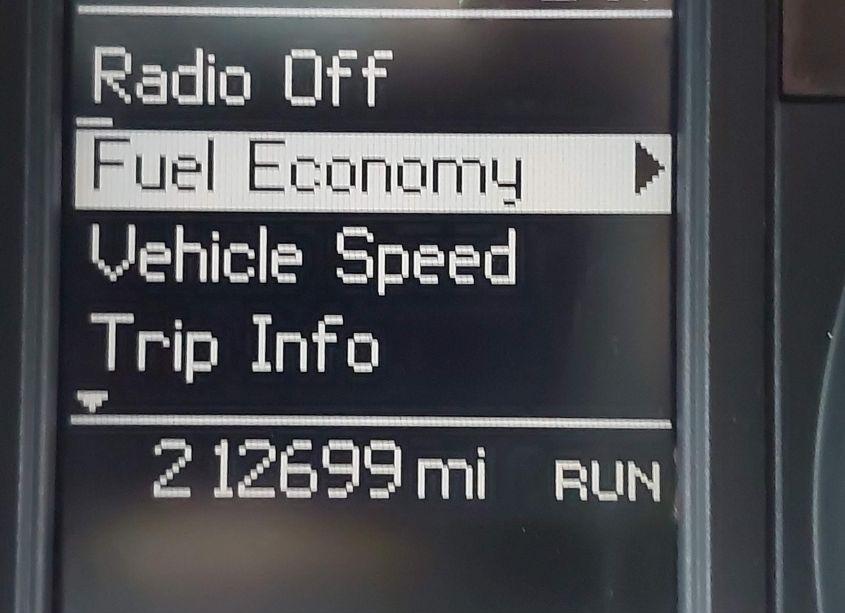 Radio Off
Fuel Economy
Vehicle Speed
Trip Info
212699 mi RUN